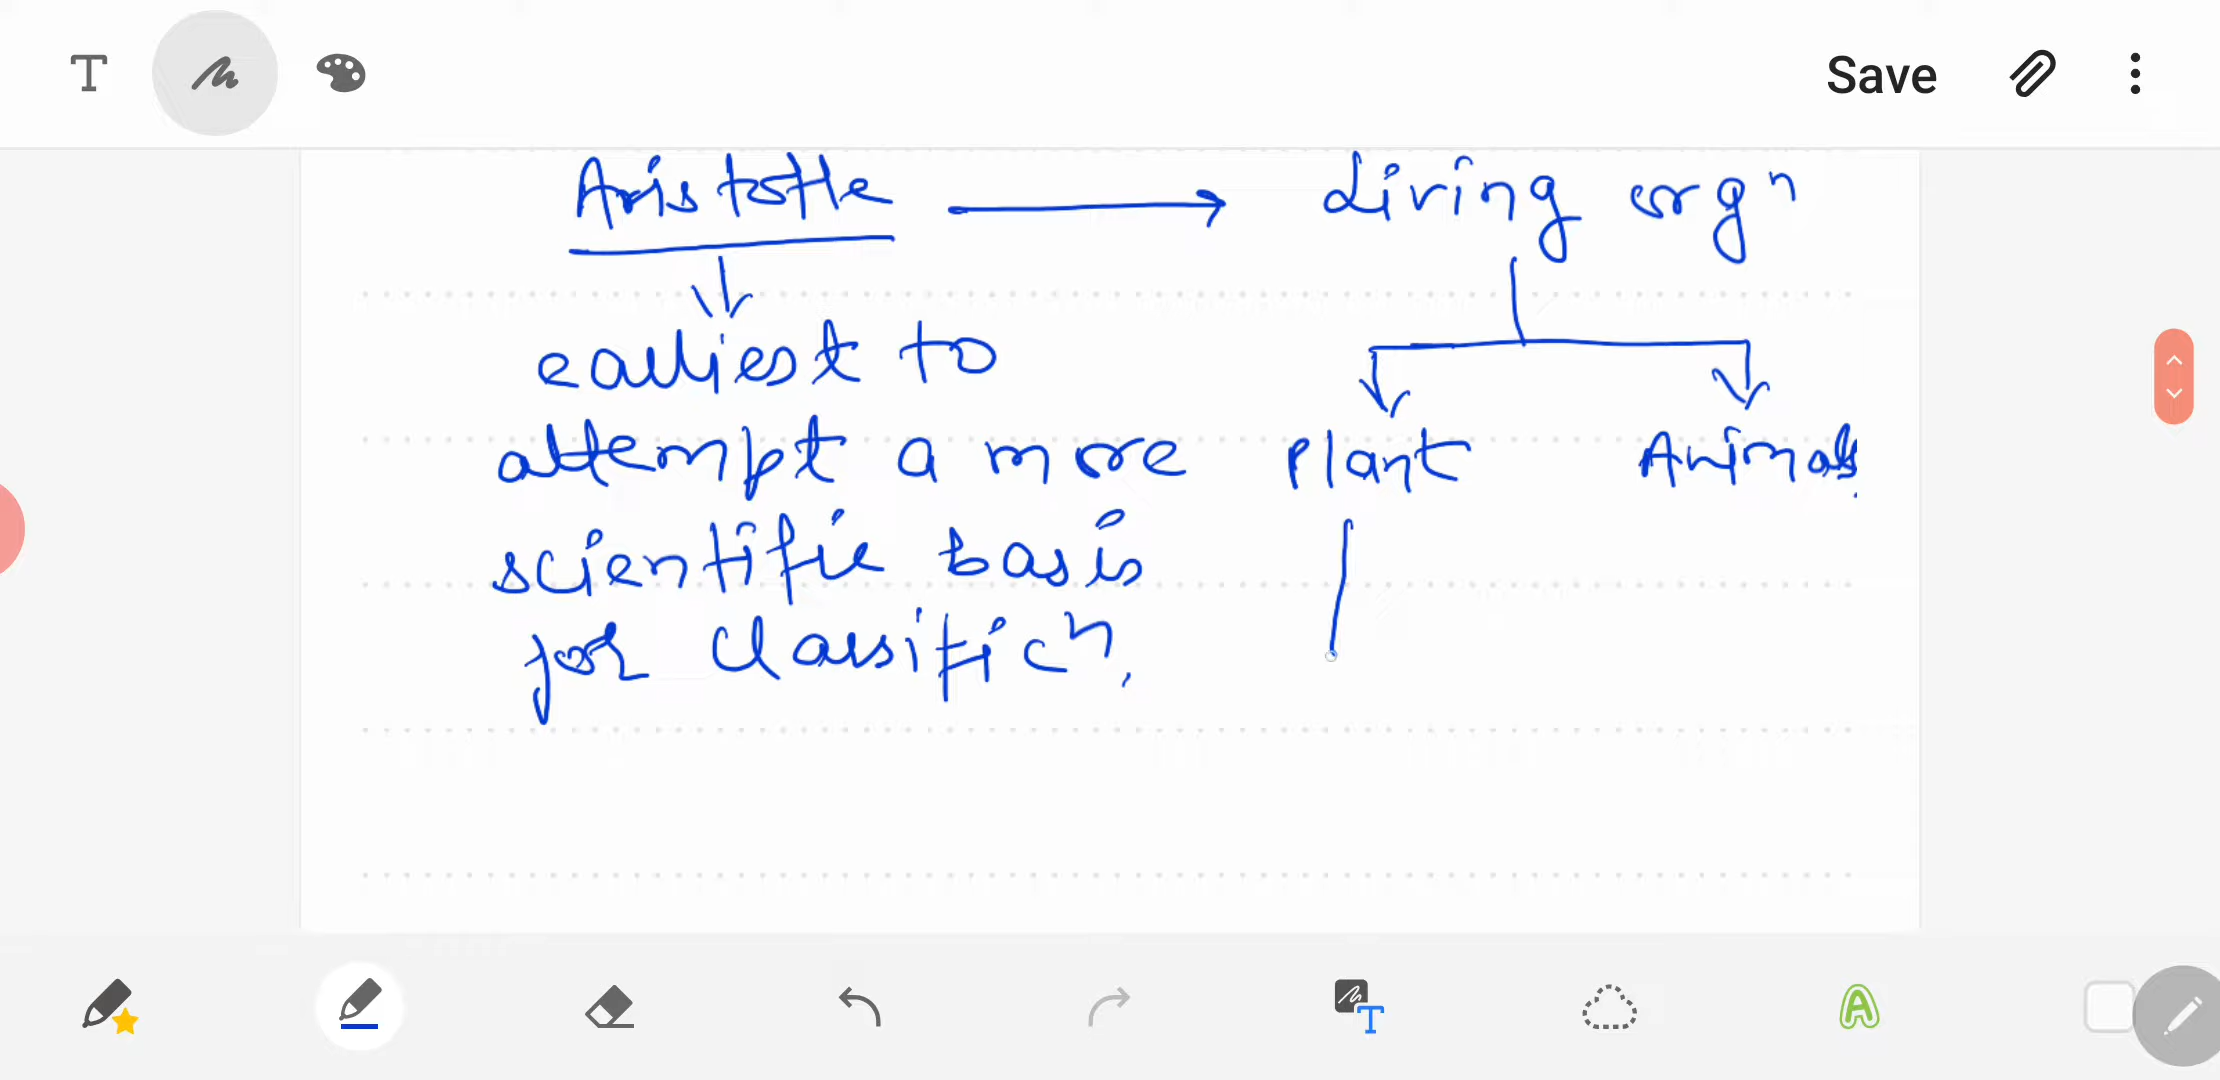 Save
Aristotle → Living orgn
earliest to
attempt a more
scientific basis
for classificn.
Plant Animals